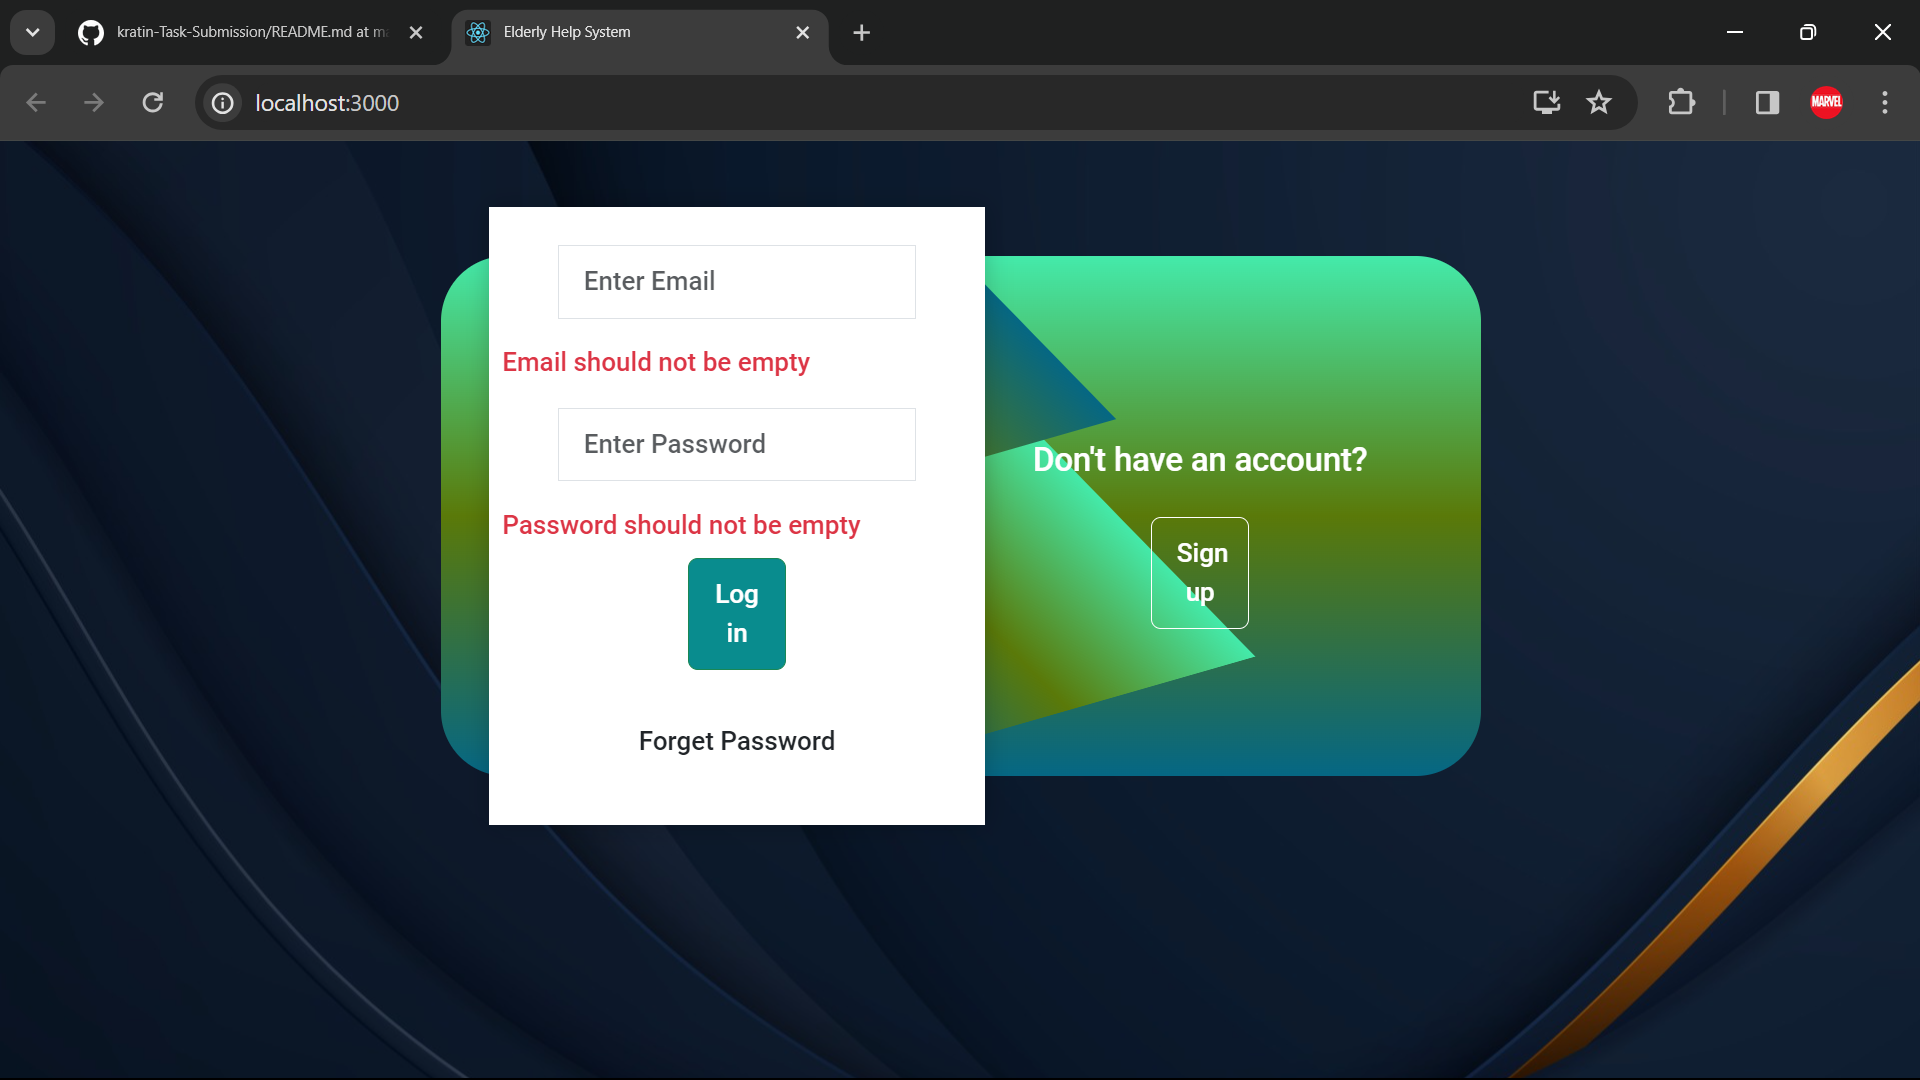 kratin-Task-Submission/README.md at
Elderly Help System
localhost:3000
MARVEL
Enter Email
Email should not be empty
Enter Password
Password should not be empty
Log
in
Forget Password
Don't have an account?
Sign
up